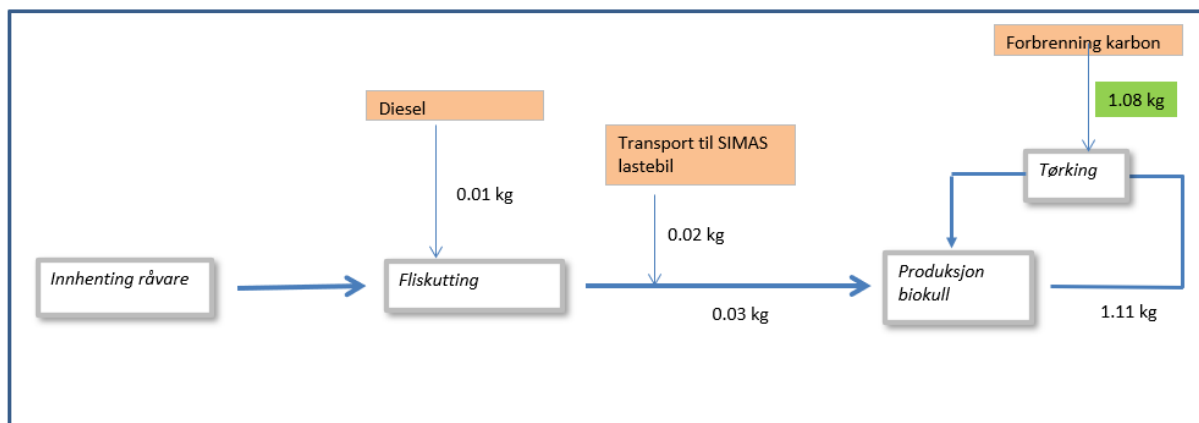 Forbrenning karbon
1.08 kg
Diesel
Transport til SIMAS
lastebil
Tørking
0.01 kg
0.02 kg
Innhenting råvare
Fliskutting
Produksjon
biokull
0.03 kg
1.11 kg